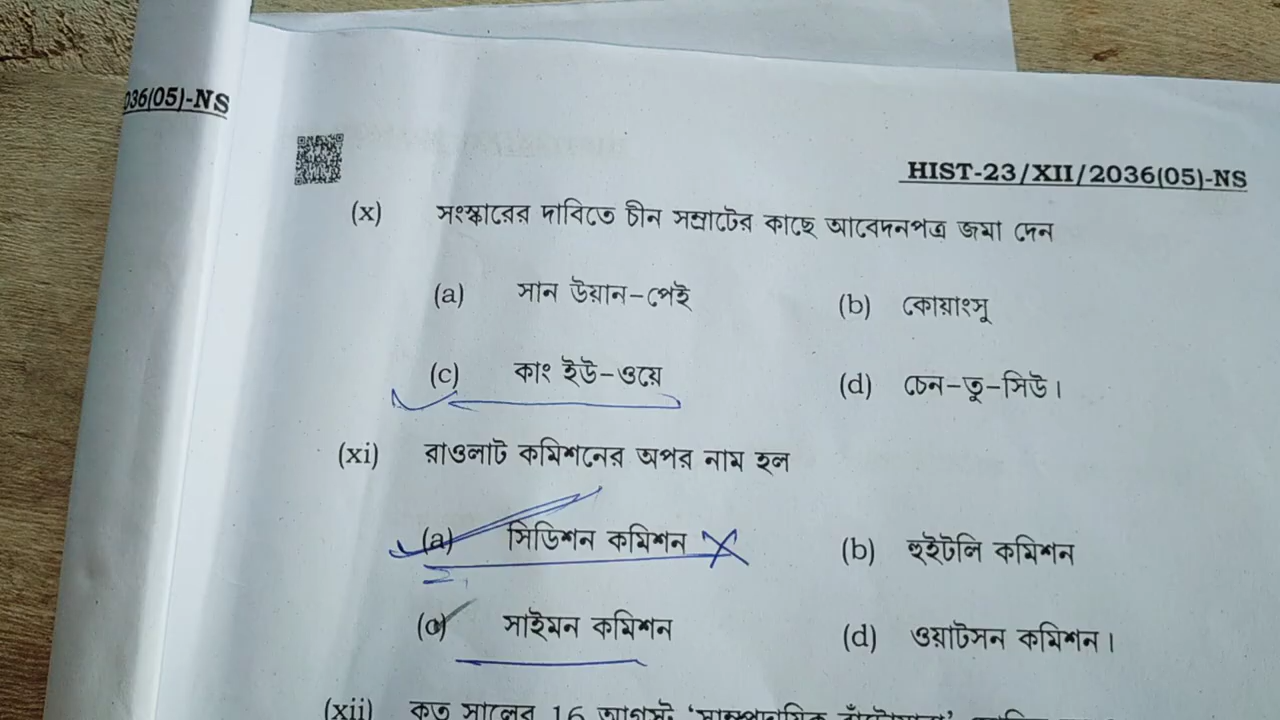 036(05)-NS
HIST-23/XII/2036(05)-NS
(x) সংস্কারের দাবিতে চীন সম্রাটের কাছে আবেদনপত্র জমা দেন
(a) সান উয়ান-পেই (b) কোয়াংসু
(c) কাং ইউ-ওয়ে (d) চেন-তু-সিউ।
(xi) রাওলাট কমিশনের অপর নাম হল
(a) সিডিশন কমিশন (b) হুইটলি কমিশন
(c) সাইমন কমিশন (d) ওয়াটসন কমিশন।
(xii) কত সালের 16 আগস্ট ‘সাম্প্রদায়িক বাঁটোয়ারা’